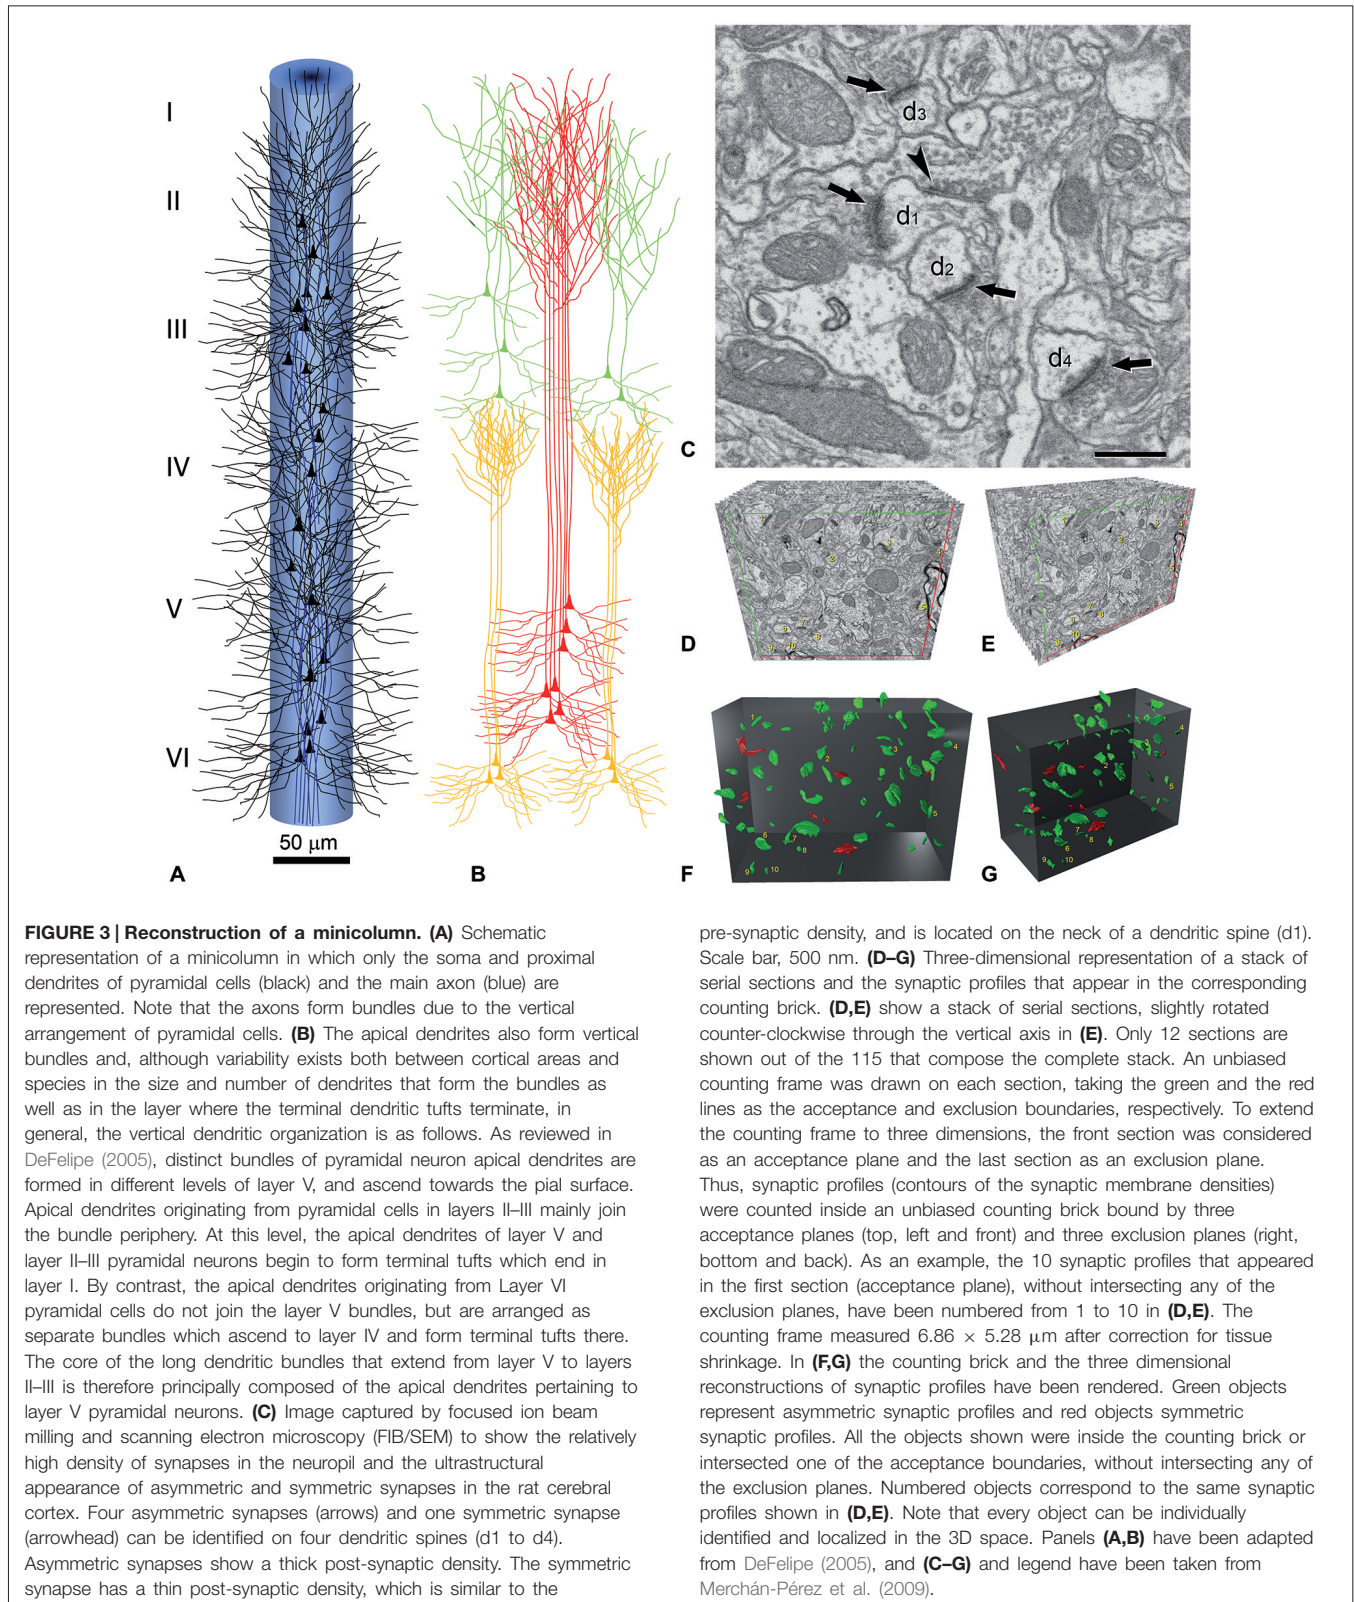 I
II
III
IV
V
VI
50 µm
A
B
d3
d1
d2
d4
C
D
E
1
2
3
4
5
6
7
8
9
10
F
1
2
3
4
5
6
7
8
9
10
G
FIGURE 3 | Reconstruction of a minicolumn. (A) Schematic
representation of a minicolumn in which only the soma and proximal
dendrites of pyramidal cells (black) and the main axon (blue) are
represented. Note that the axons form bundles due to the vertical
arrangement of pyramidal cells. (B) The apical dendrites also form vertical
bundles and, although variability exists both between cortical areas and
species in the size and number of dendrites that form the bundles as
well as in the layer where the terminal dendritic tufts terminate, in
general, the vertical dendritic organization is as follows. As reviewed in
DeFelipe (2005), distinct bundles of pyramidal neuron apical dendrites are
formed in different levels of layer V, and ascend towards the pial surface.
Apical dendrites originating from pyramidal cells in layers II–III mainly join
the bundle periphery. At this level, the apical dendrites of layer V and
layer II–III pyramidal neurons begin to form terminal tufts which end in
layer I. By contrast, the apical dendrites originating from Layer VI
pyramidal cells do not join the layer V bundles, but are arranged as
separate bundles which ascend to layer IV and form terminal tufts there.
The core of the long dendritic bundles that extend from layer V to layers
II–III is therefore principally composed of the apical dendrites pertaining to
layer V pyramidal neurons. (C) Image captured by focused ion beam
milling and scanning electron microscopy (FIB/SEM) to show the relatively
high density of synapses in the neuropil and the ultrastructural
appearance of asymmetric and symmetric synapses in the rat cerebral
cortex. Four asymmetric synapses (arrows) and one symmetric synapse
(arrowhead) can be identified on four dendritic spines (d1 to d4).
Asymmetric synapses show a thick post-synaptic density. The symmetric
synapse has a thin post-synaptic density, which is similar to the
pre-synaptic density, and is located on the neck of a dendritic spine (d1).
Scale bar, 500 nm. (D–G) Three-dimensional representation of a stack of
serial sections and the synaptic profiles that appear in the corresponding
counting brick. (D,E) show a stack of serial sections, slightly rotated
counter-clockwise through the vertical axis in (E). Only 12 sections are
shown out of the 115 that compose the complete stack. An unbiased
counting frame was drawn on each section, taking the green and the red
lines as the acceptance and exclusion boundaries, respectively. To extend
the counting frame to three dimensions, the front section was considered
as an acceptance plane and the last section as an exclusion plane.
Thus, synaptic profiles (contours of the synaptic membrane densities)
were counted inside an unbiased counting brick bound by three
acceptance planes (top, left and front) and three exclusion planes (right,
bottom and back). As an example, the 10 synaptic profiles that appeared
in the first section (acceptance plane), without intersecting any of the
exclusion planes, have been numbered from 1 to 10 in (D,E). The
counting frame measured 6.86 × 5.28 µm after correction for tissue
shrinkage. In (F,G) the counting brick and the three dimensional
reconstructions of synaptic profiles have been rendered. Green objects
represent asymmetric synaptic profiles and red objects symmetric
synaptic profiles. All the objects shown were inside the counting brick or
intersected one of the acceptance boundaries, without intersecting any of
the exclusion planes. Numbered objects correspond to the same synaptic
profiles shown in (D,E). Note that every object can be individually
identified and localized in the 3D space. Panels (A,B) have been adapted
from DeFelipe (2005), and (C–G) and legend have been taken from
Merchán-Pérez et al. (2009).